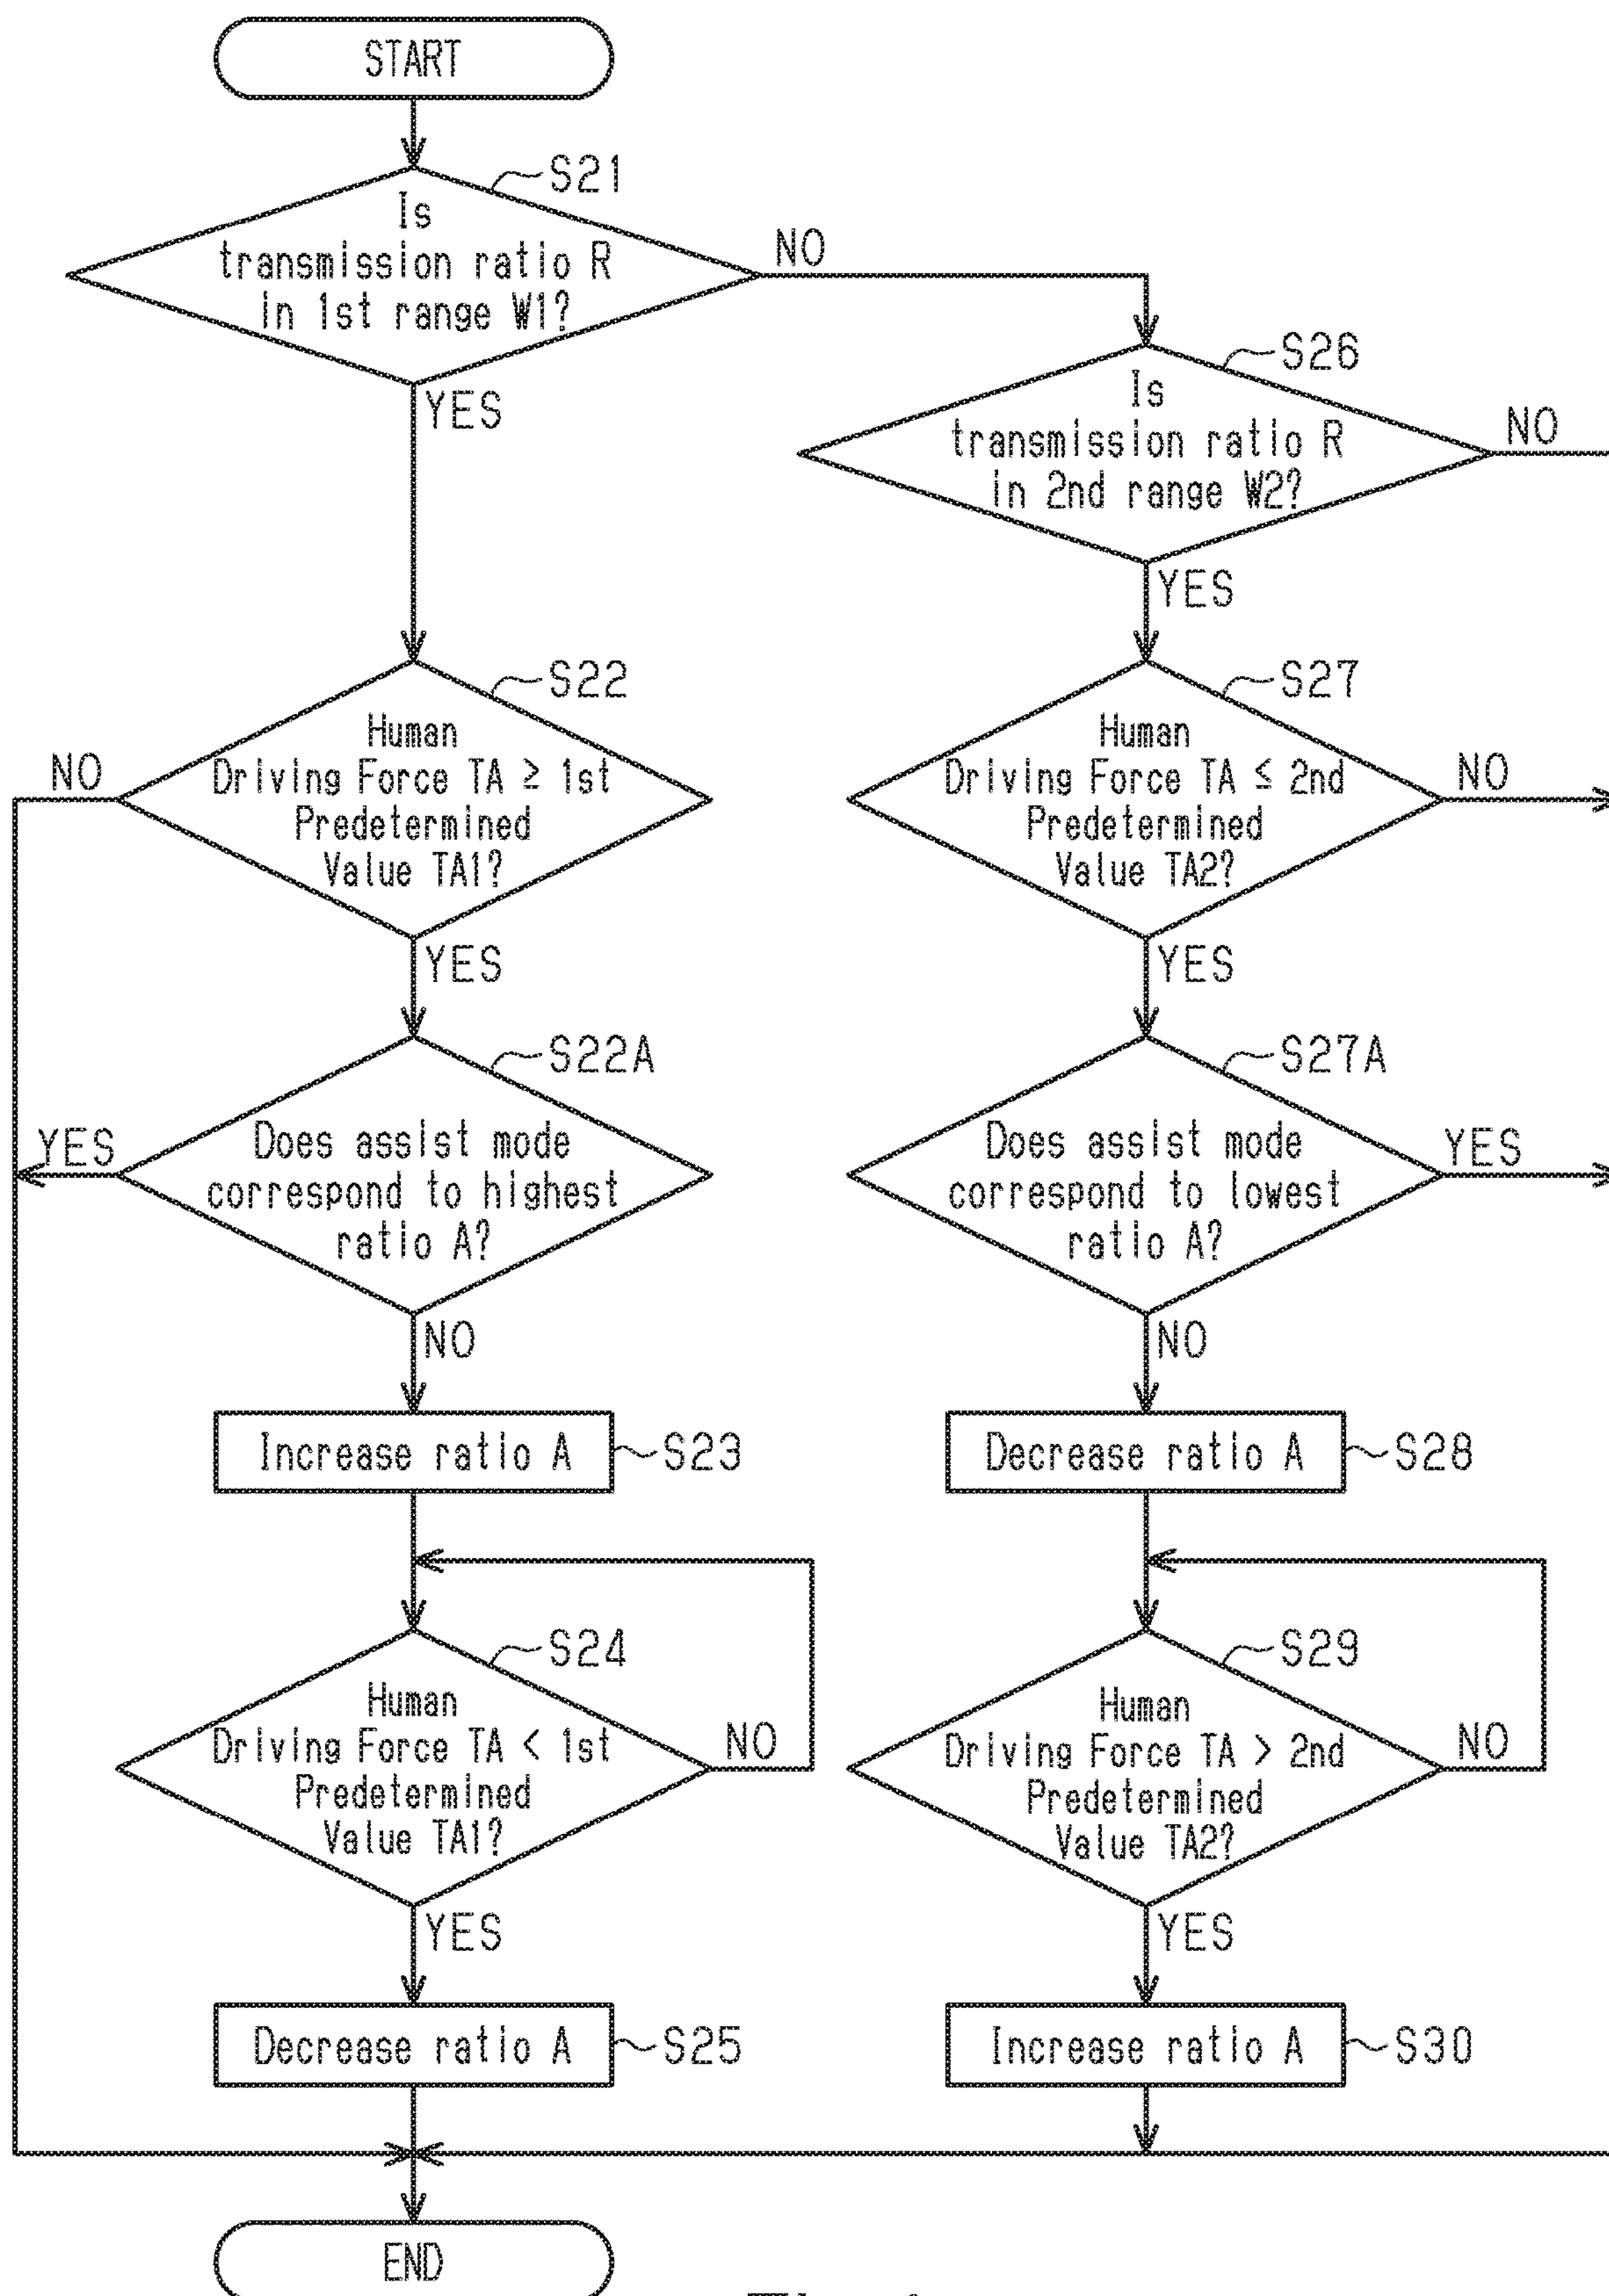 START
S21
Is
transmission ratio R
in 1st range W1?
NO
YES
S26
Is
transmission ratio R
in 2nd range W2?
NO
YES
S22
Human
Driving Force TA ≥ 1st
Predetermined
Value TA1?
NO
YES
S27
Human
Driving Force TA ≤ 2nd
Predetermined
Value TA2?
NO
YES
S22A
Does assist mode
correspond to highest
ratio A?
YES
NO
S27A
Does assist mode
correspond to lowest
ratio A?
YES
NO
Increase ratio A
S23
Decrease ratio A
S28
S24
Human
Driving Force TA < 1st
Predetermined
Value TA1?
NO
YES
S29
Human
Driving Force TA > 2nd
Predetermined
Value TA2?
NO
YES
Decrease ratio A
S25
Increase ratio A
S30
END